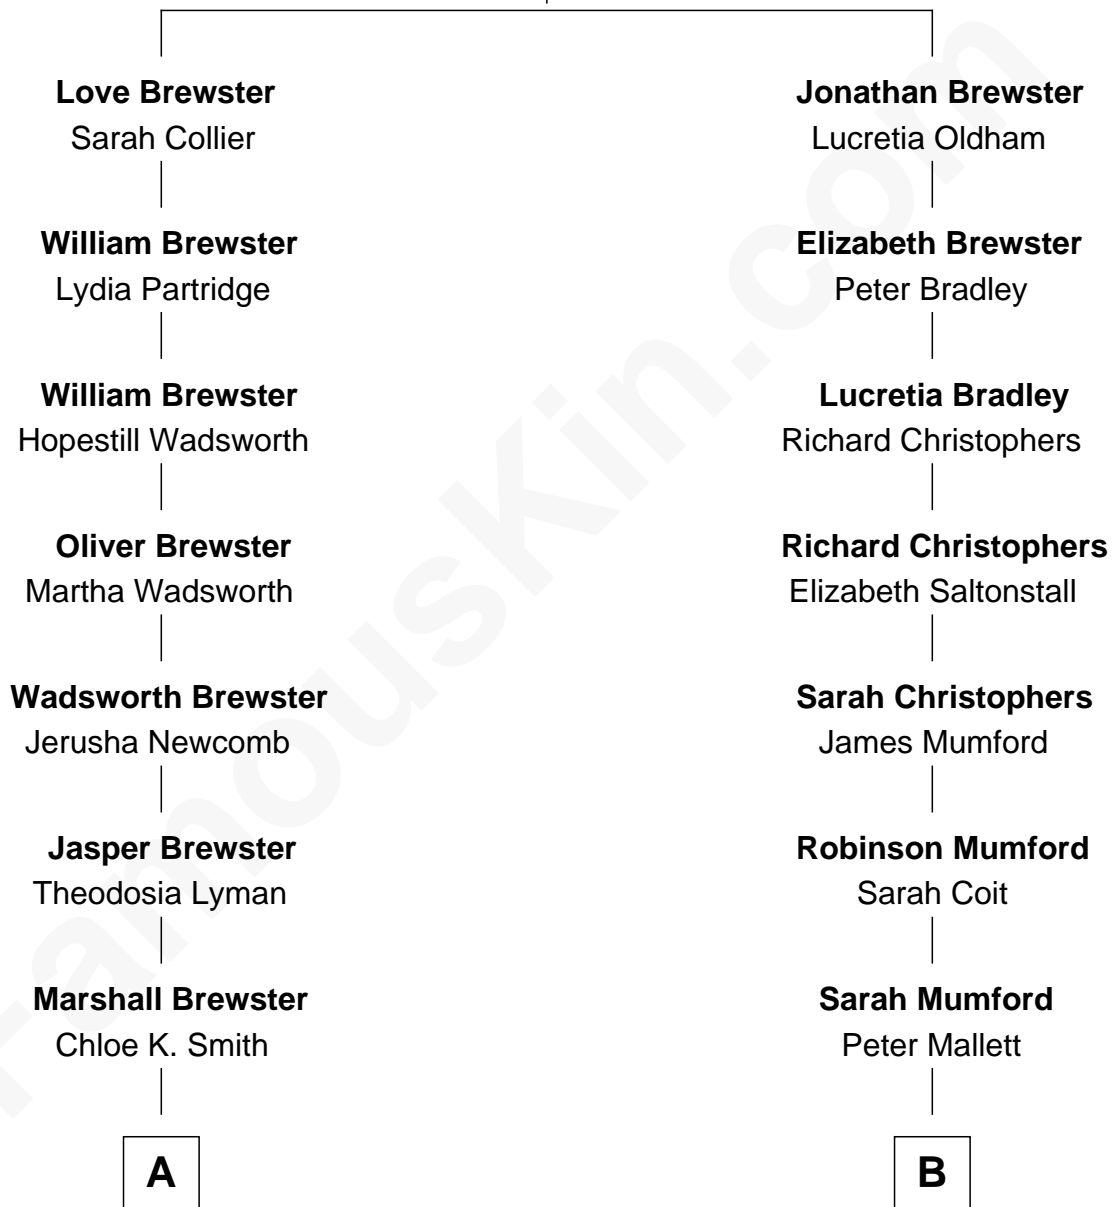 Love Brewster
Sarah Collier
William Brewster
Lydia Partridge
William Brewster
Hopestill Wadsworth
Oliver Brewster
Martha Wadsworth
Wadsworth Brewster
Jerusha Newcomb
Jasper Brewster
Theodosia Lyman
Marshall Brewster
Chloe K. Smith
A
Jonathan Brewster
Lucretia Oldham
Elizabeth Brewster
Peter Bradley
Lucretia Bradley
Richard Christophers
Richard Christophers
Elizabeth Saltonstall
Sarah Christophers
James Mumford
Robinson Mumford
Sarah Coit
Sarah Mumford
Peter Mallett
B
FamousKin.com